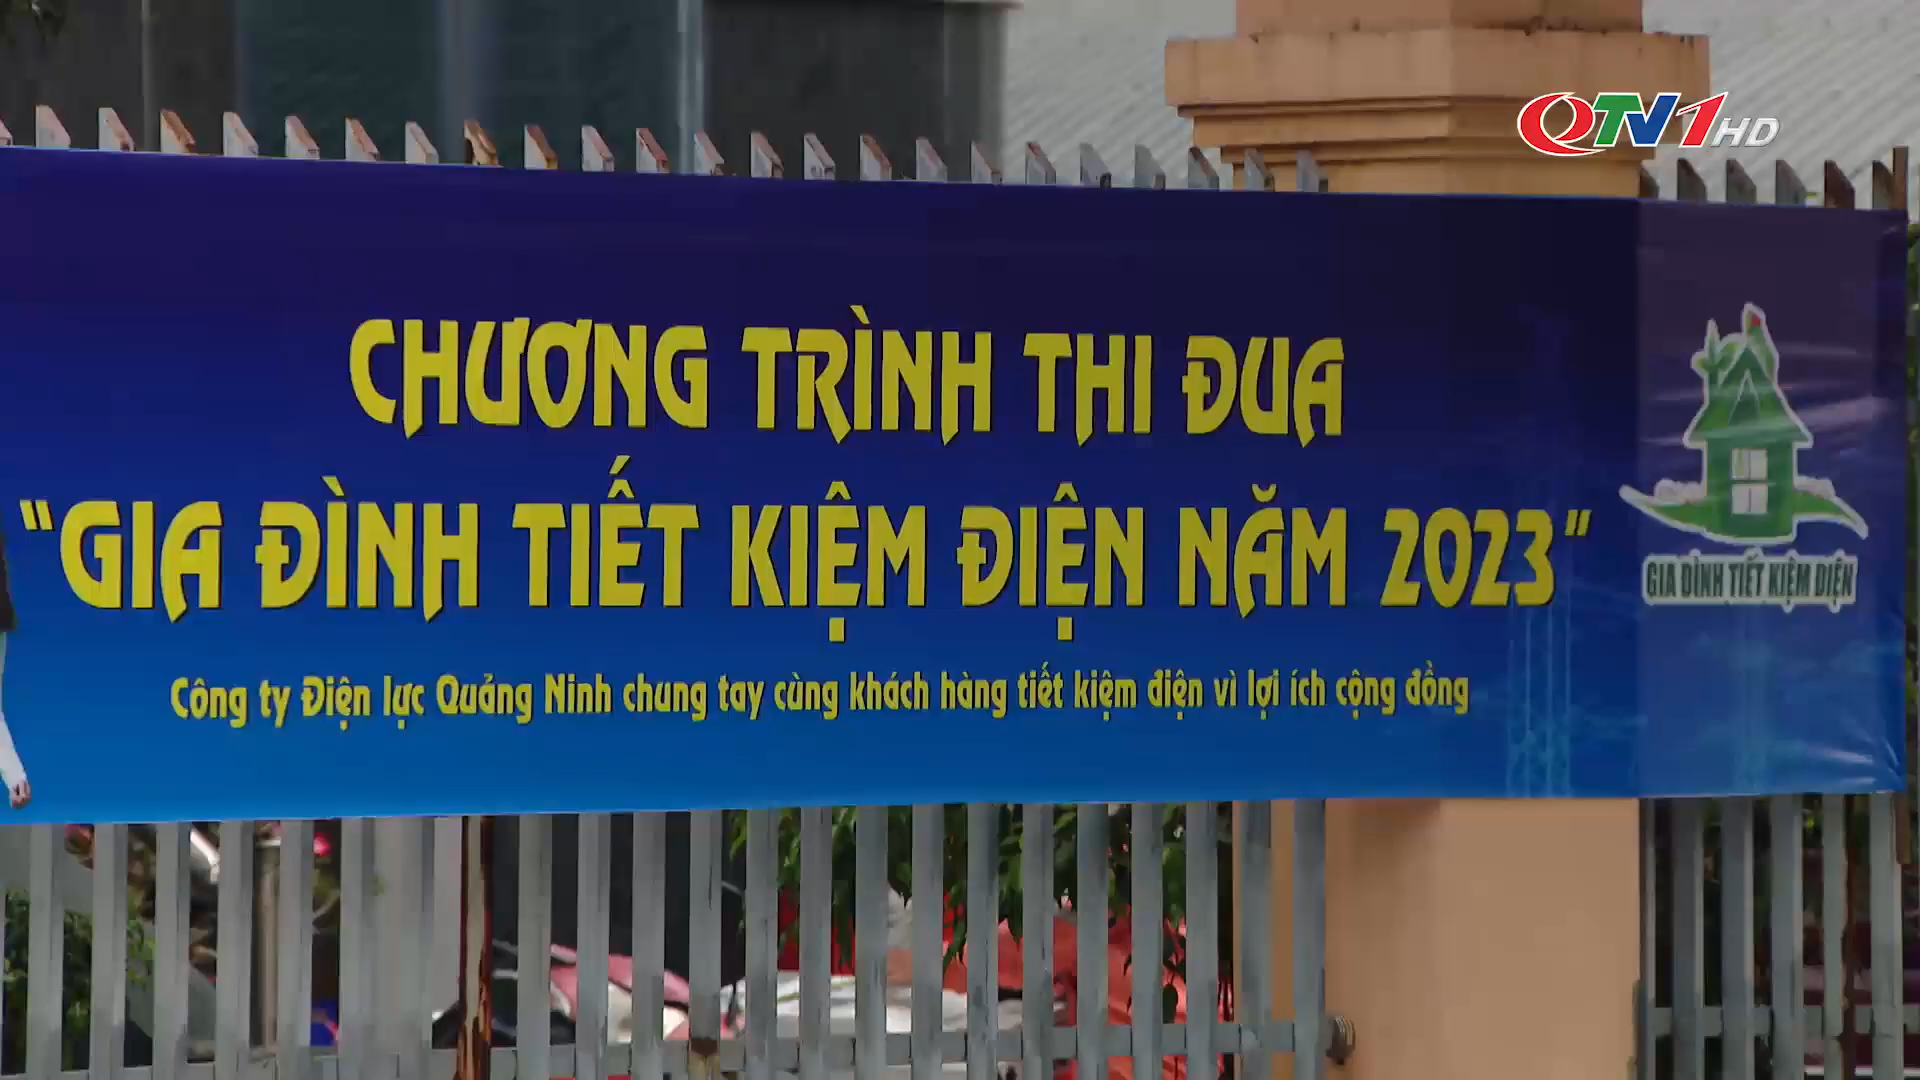 QTV1HD
CHƯƠNG TRÌNH THI ĐUA
"GIA ĐÌNH TIẾT KIỆM ĐIỆN NĂM 2023"
Công ty Điện lực Quảng Ninh chung tay cùng khách hàng tiết kiệm điện vì lợi ích cộng đồng
GIA ĐÌNH TIẾT KIỆM ĐIỆN